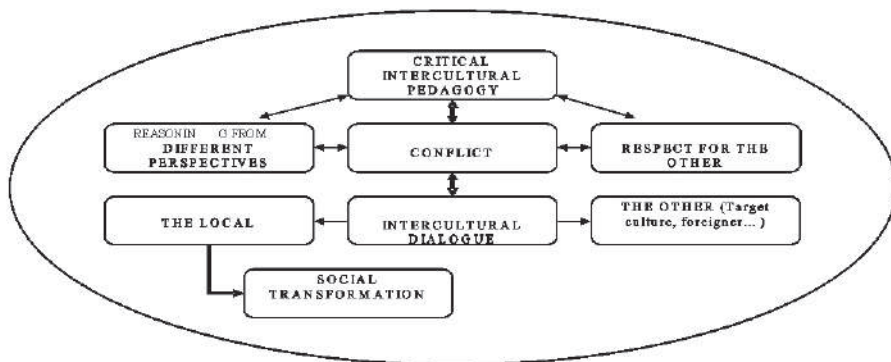 CRITICAL
INTERCULTURAL
PEDAGOGY
REASONIN G FROM
DIFFERENT
PERSPECTIVES
CONFLICT
RESPECT FOR THE
OTHER
THE LOCAL
INTERCULTURAL
DIALOGUE
THE OTHER (Target
culture, foreigner... )
SOCIAL
TRANSFORMATION